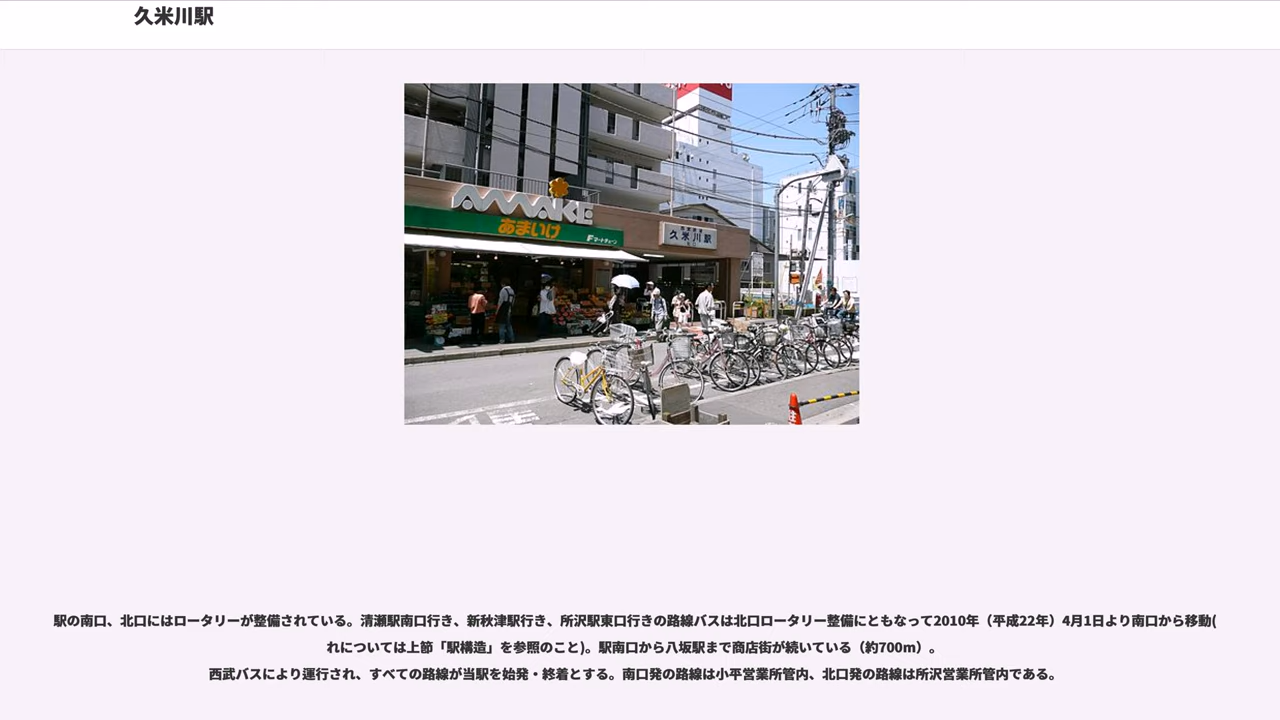 久米川駅
AMAIKE
あまいけ
久米川駅
駅の南口、北口にはロータリーが整備されている。清瀬駅南口行き、新秋津駅行き、所沢駅東口行きの路線バスは北口ロータリー整備にともなって2010年（平成22年）4月1日より南口から移動(
れについては上節「駅構造」を参照のこと)。駅南口から八坂駅まで商店街が続いている（約700m）。
西武バスにより運行され、すべての路線が当駅を始発・終着とする。南口発の路線は小平営業所管内、北口発の路線は所沢営業所管内である。